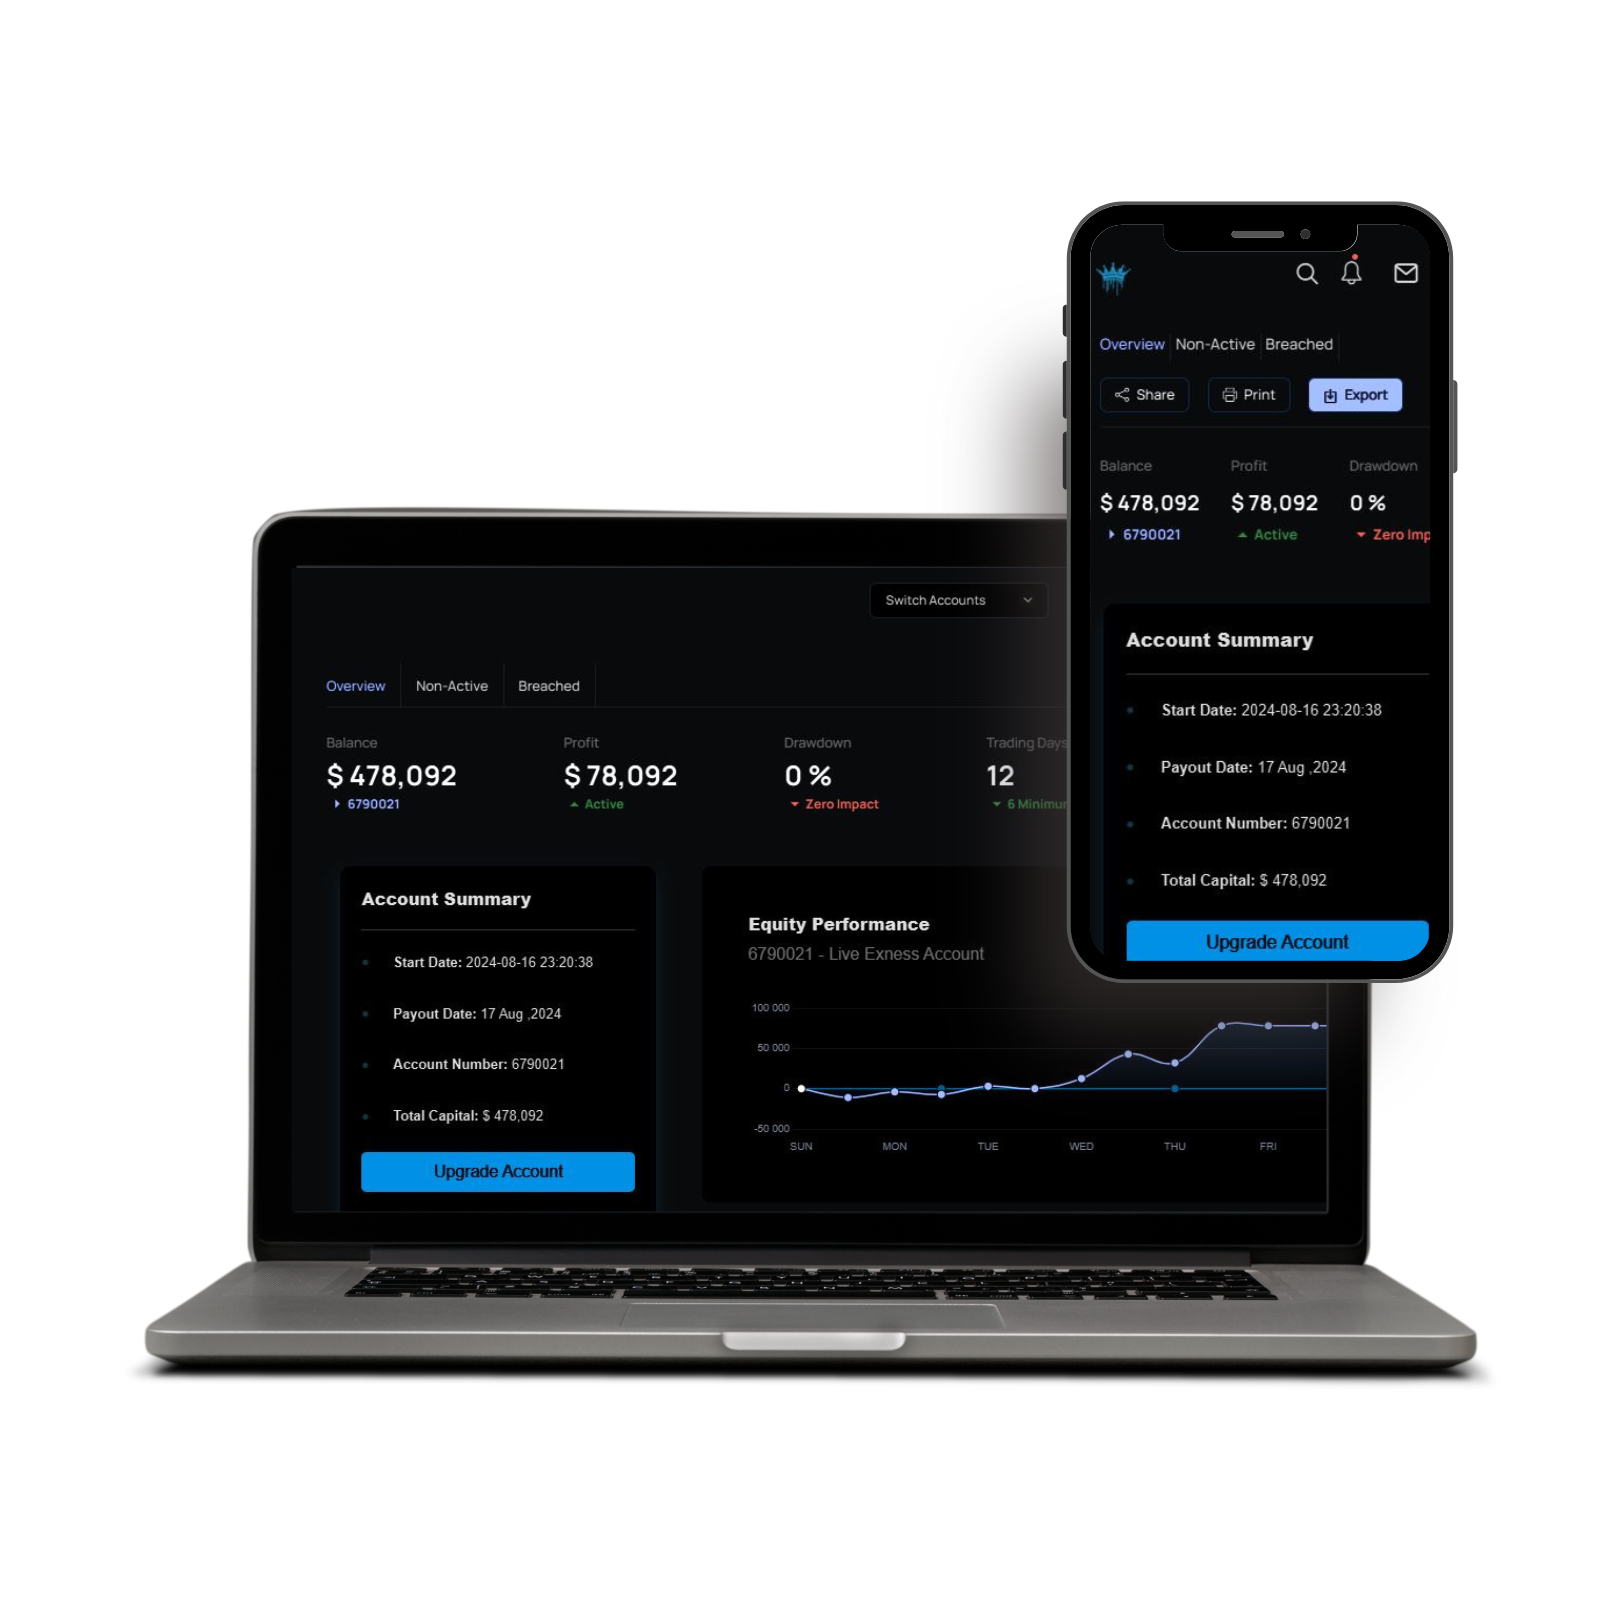 Overview Non-Active Breached
Share Print Export
Balance Profit Drawdown
$ 478,092 $ 78,092 0 %
6790021 Active Zero
Account Summary
Start Date: 2024-08-16 23:20:38
Payout Date: 17 Aug ,2024
Account Number: 6790021
Total Capital: $ 478,092
Upgrade Account
Switch Accounts
Overview Non-Active Breached
Balance Profit Drawdown Trading Days
$ 478,092 $ 78,092 0 % 12
6790021 Active Zero Impact 6
Account Summary
Start Date: 2024-08-16 23:20:38
Payout Date: 17 Aug ,2024
Account Number: 6790021
Total Capital: $ 478,092
Upgrade Account
Equity Performance
6790021 - Live Exness Account
100 000
50 000
0
-50 000
SUN MON TUE WED THU FRI